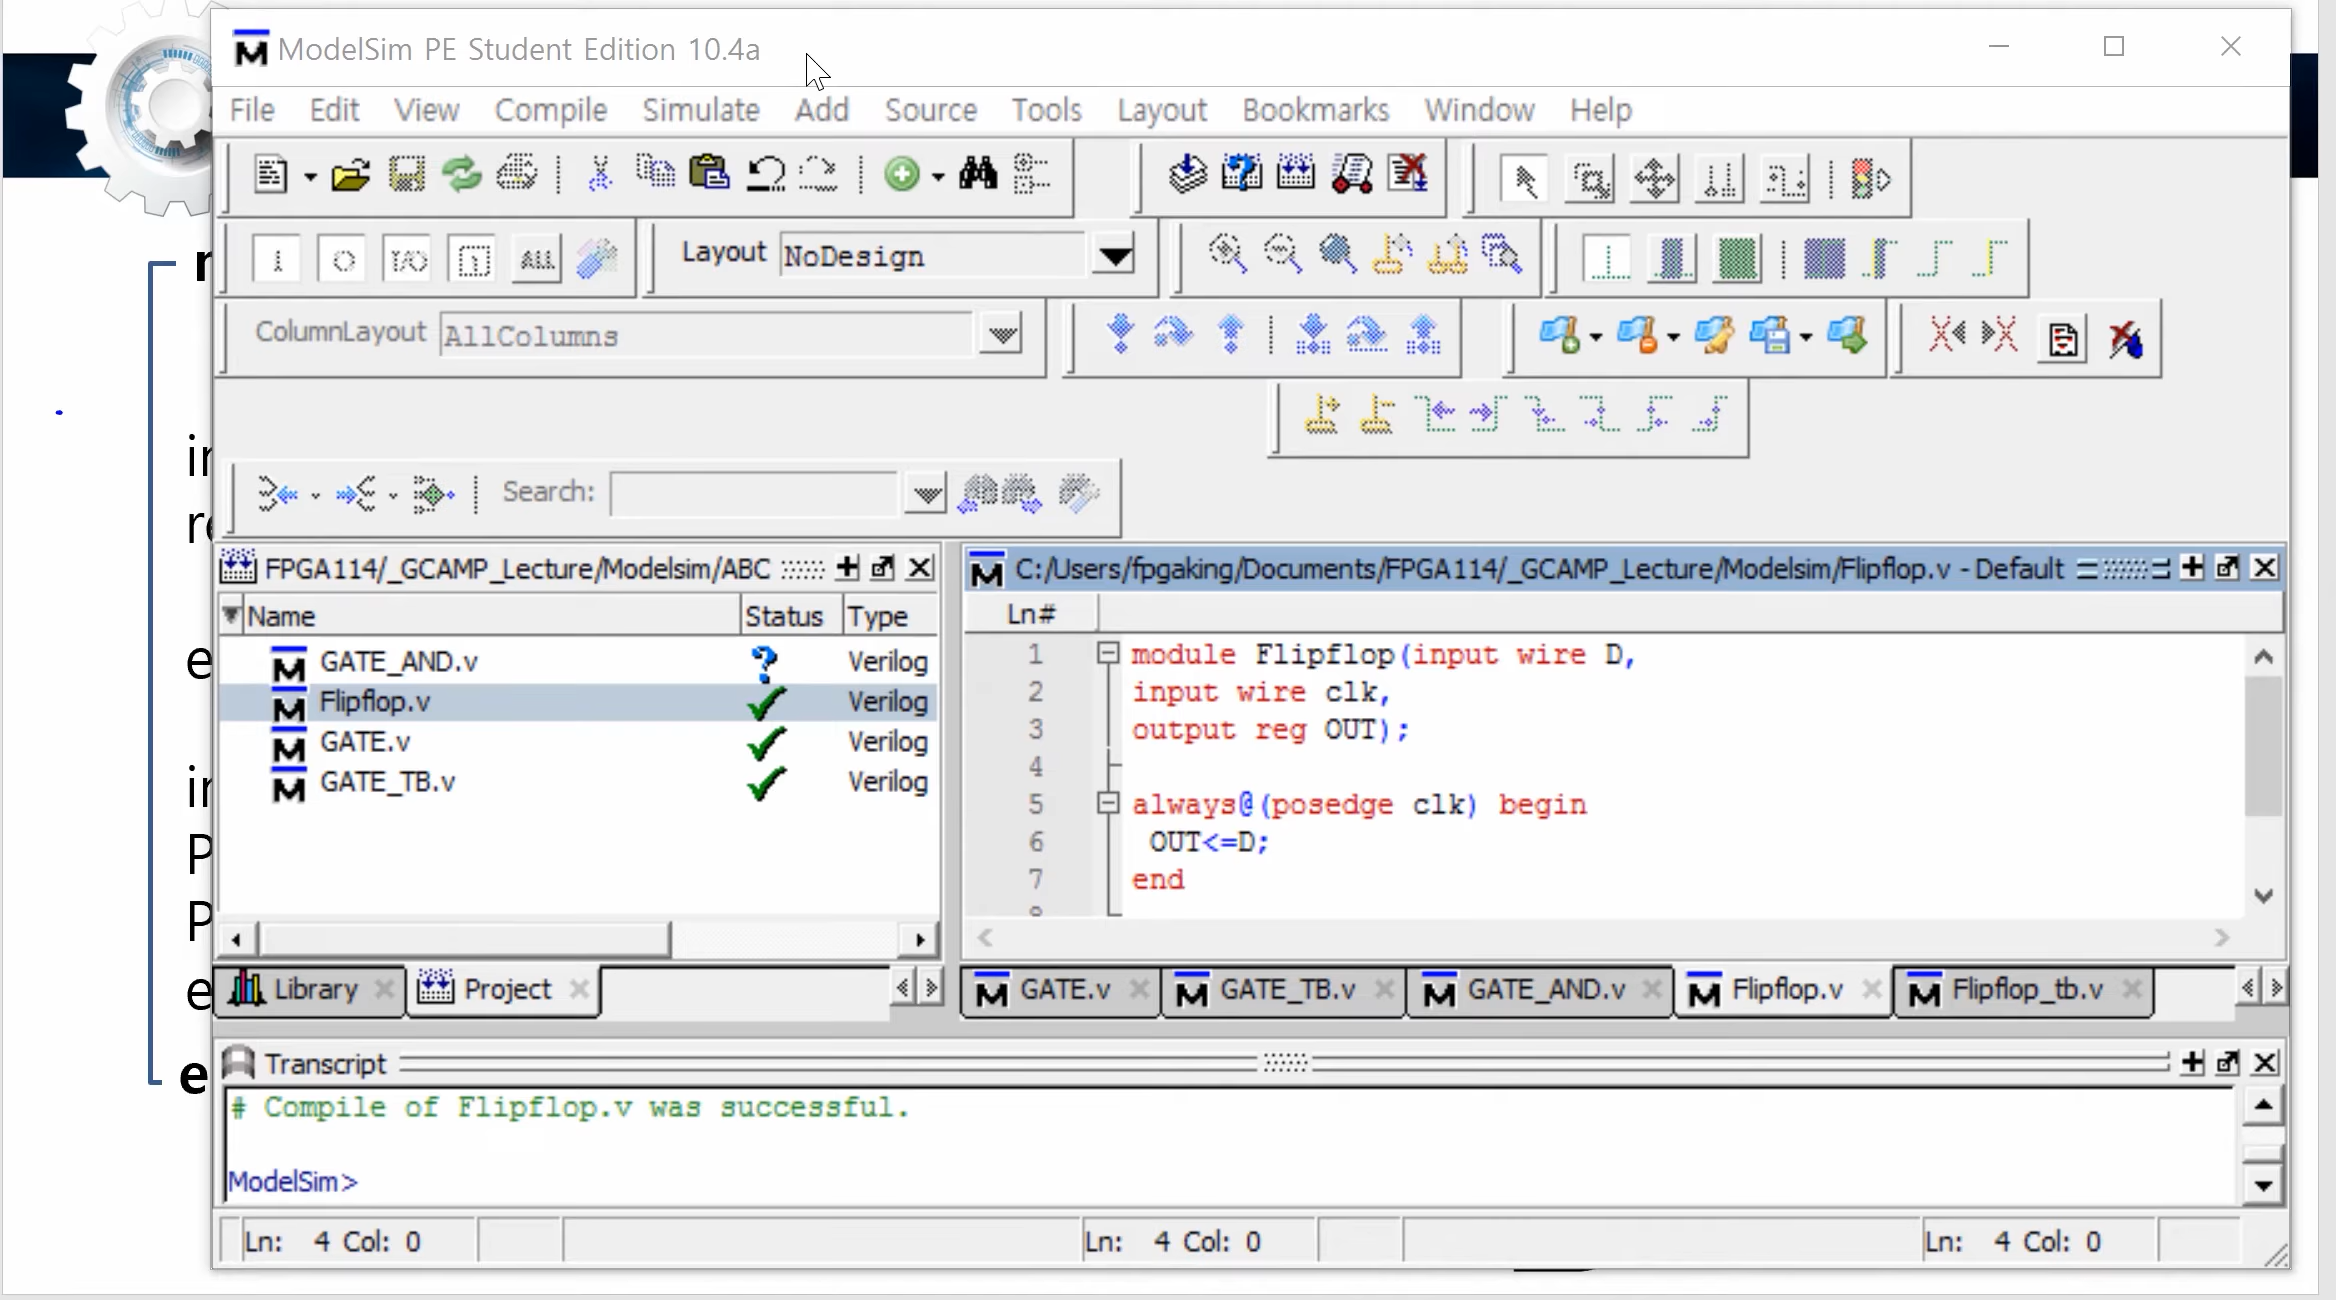 ModelSim PE Student Edition 10.4a
File Edit View Compile Simulate Add Source Tools Layout Bookmarks Window Help
ALL
Layout NoDesign
ColumnLayout AllColumns
Search:
FPGA114/_GCAMP_Lecture/Modelsim/ABC
Name Status Type
GATE_AND.v ? Verilog
Flipflop.v Verilog
GATE.v Verilog
GATE_TB.v Verilog
Library Project
C:/Users/fpgaking/Documents/FPGA114/_GCAMP_Lecture/Modelsim/Flipflop.v - Default
Ln#
1 module Flipflop(input wire D,
2 input wire clk,
3 output reg OUT);
4
5 always@(posedge clk) begin
6 OUT<=D;
7 end
GATE.v GATE_TB.v GATE_AND.v Flipflop.v Flipflop_tb.v
Transcript
# Compile of Flipflop.v was successful.
ModelSim>
Ln: 4 Col: 0 Ln: 4 Col: 0 Ln: 4 Col: 0